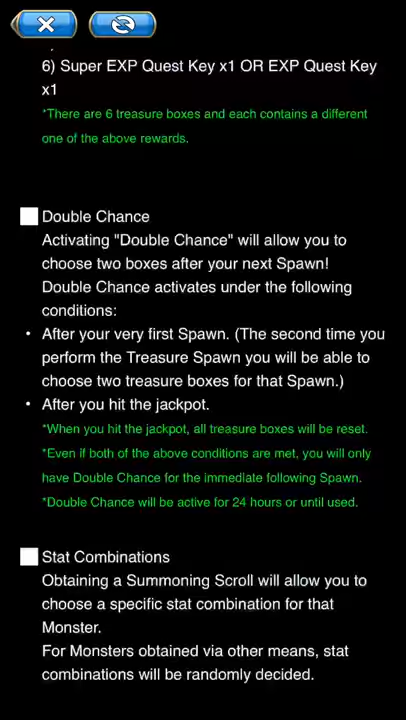 6) Super EXP Quest Key x1 OR EXP Quest Key
x1
*There are 6 treasure boxes and each contains a different
one of the above rewards.
Double Chance
Activating "Double Chance" will allow you to
choose two boxes after your next Spawn!
Double Chance activates under the following
conditions:
• After your very first Spawn. (The second time you
perform the Treasure Spawn you will be able to
choose two treasure boxes for that Spawn.)
• After you hit the jackpot.
*When you hit the jackpot, all treasure boxes will be reset.
*Even if both of the above conditions are met, you will only
have Double Chance for the immediate following Spawn.
*Double Chance will be active for 24 hours or until used.
Stat Combinations
Obtaining a Summoning Scroll will allow you to
choose a specific stat combination for that
Monster.
For Monsters obtained via other means, stat
combinations will be randomly decided.